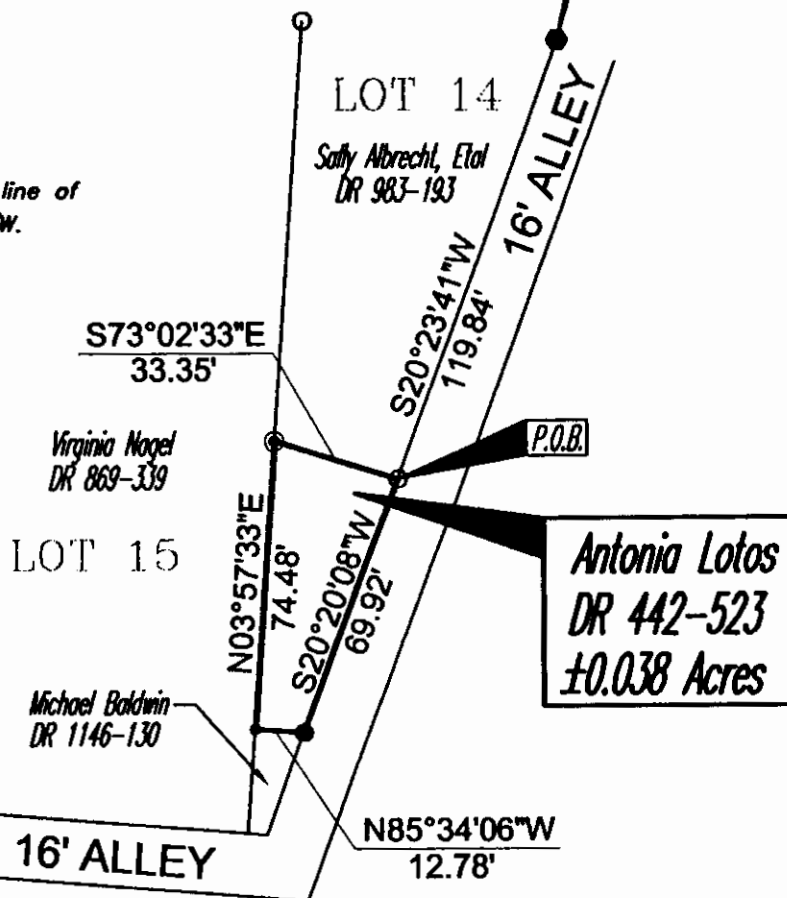 LOT 14
Sally Albrecht, Etal
DR 983-193
line of
W.
16' ALLEY
S20°23'41"W
119.84'
S73°02'33"E
33.35'
P.O.B.
Virginia Nagel
DR 869-339
LOT 15
N03°57'33"E
74.48'
S20°20'08"W
69.92'
Antonia Lotos
DR 442-523
±0.038 Acres
Michael Baldwin
DR 1146-130
N85°34'06"W
12.78'
16' ALLEY